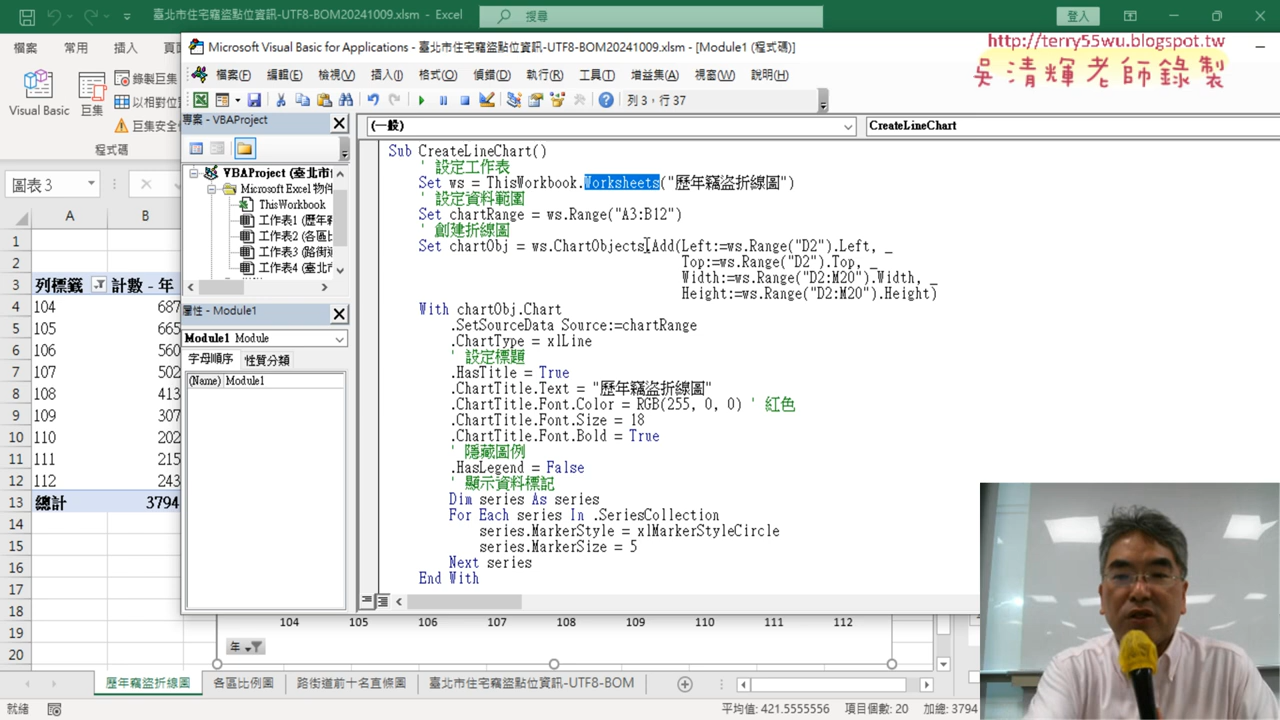 臺北市住宅竊盜點位資訊-UTF8-BOM20241009.xlsm - Excel
搜尋
登入
檔案
常用
插入
Microsoft Visual Basic for Applications - 臺北市住宅竊盜點位資訊-UTF8-BOM20241009.xlsm - [Module1 (程式碼)]
http://terry55wu.blogspot.tw
吳清輝老師錄製
檔案(F)
編輯(E)
檢視(V)
插入(I)
格式(O)
偵錯(D)
執行(R)
工具(T)
增益集(A)
視窗(W)
說明(H)
Visual Basic
巨集
錄製巨集
以相對位
巨集安全
程式碼
列 3，行 37
專案 - VBAProject
(一般)
CreateLineChart
VBAProject (臺北市
Microsoft Excel 物件
ThisWorkbook
工作表1 (歷年
工作表2 (各區比
工作表3 (路街道
工作表4 (臺北市
屬性 - Module1
Module1 Module
字母順序
性質分類
(Name) Module1
圖表 3
A
B
1
2
3 列標籤 計數 - 年
4 104 687
5 105 665
6 106 560
7 107 502
8 108 413
9 109 307
10 110 202
11 111 215
12 112 243
13 總計 3794
14
15
16
17
18
19
20
Sub CreateLineChart()
' 設定工作表
Set ws = ThisWorkbook.Worksheets("歷年竊盜折線圖")
' 設定資料範圍
Set chartRange = ws.Range("A3:B12")
' 創建折線圖
Set chartObj = ws.ChartObjects.Add(Left:=ws.Range("D2").Left, _
Top:=ws.Range("D2").Top, _
Width:=ws.Range("D2:M20").Width, _
Height:=ws.Range("D2:M20").Height)
With chartObj.Chart
.SetSourceData Source:=chartRange
.ChartType = xlLine
' 設定標題
.HasTitle = True
.ChartTitle.Text = "歷年竊盜折線圖"
.ChartTitle.Font.Color = RGB(255, 0, 0) ' 紅色
.ChartTitle.Font.Size = 18
.ChartTitle.Font.Bold = True
' 隱藏圖例
.HasLegend = False
' 顯示資料標記
Dim series As series
For Each series In .SeriesCollection
series.MarkerStyle = xlMarkerStyleCircle
series.MarkerSize = 5
Next series
End With
104 105 106 107 108 109 110 111 112
年
歷年竊盜折線圖
各區比例圖
路街道前十名直條圖
臺北市住宅竊盜點位資訊-UTF8-BOM
就緒
平均值: 421.5555556
項目個數: 20
加總: 3794